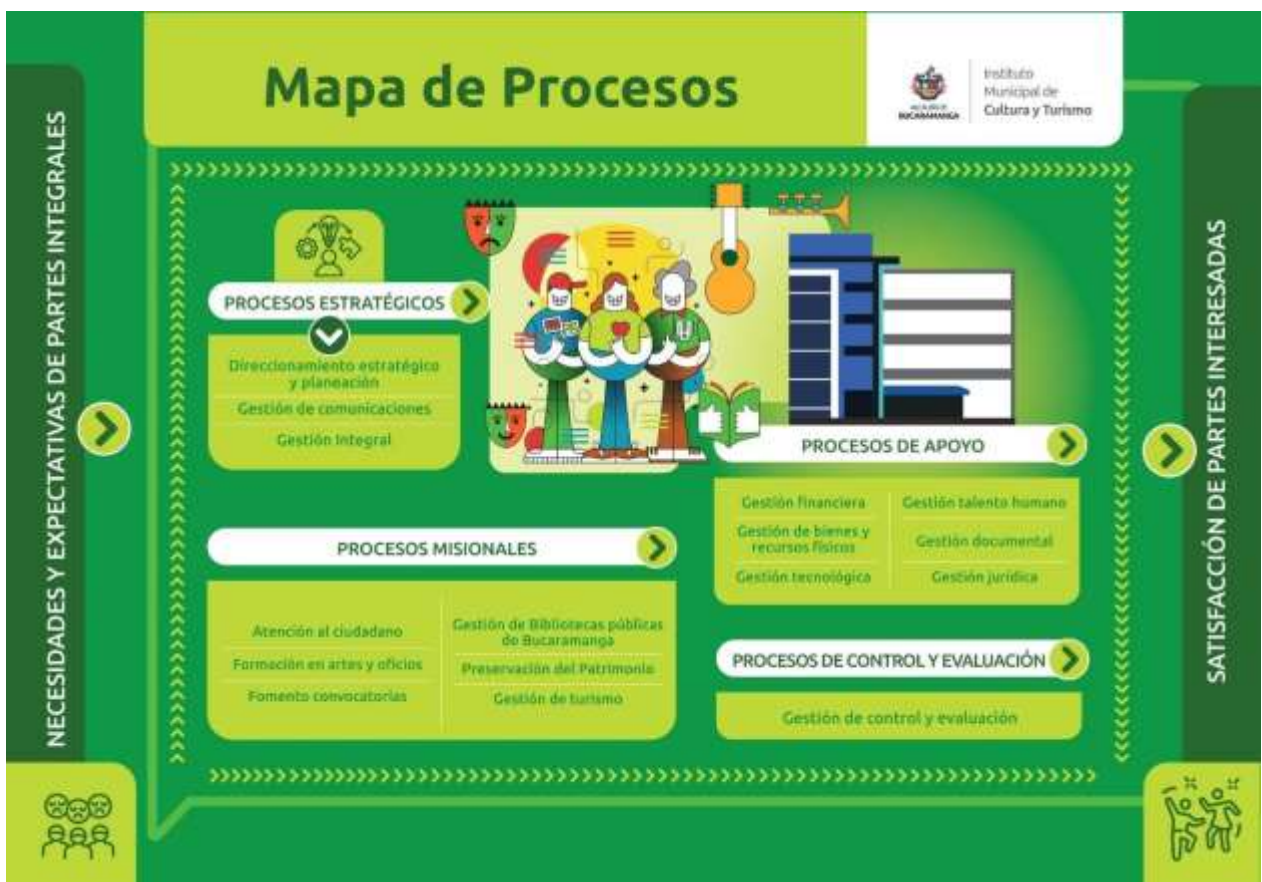 Mapa de Procesos
ALCALDÍA DE
BUCARAMANGA
Instituto
Municipal de
Cultura y Turismo
NECESIDADES Y EXPECTATIVAS DE PARTES INTEGRALES
PROCESOS ESTRATÉGICOS
Direccionamiento estratégico
y planeación
Gestión de comunicaciones
Gestión Integral
PROCESOS MISIONALES
Atención al ciudadano
Formación en artes y oficios
Fomento convocatorias
Gestión de Bibliotecas públicas
de Bucaramanga
Preservación del Patrimonio
Gestión de turismo
PROCESOS DE APOYO
Gestión financiera
Gestión de bienes y
recursos físicos
Gestión tecnológica
Gestión talento humano
Gestión documental
Gestión jurídica
PROCESOS DE CONTROL Y EVALUACIÓN
Gestión de control y evaluación
SATISFACCIÓN DE PARTES INTERESADAS